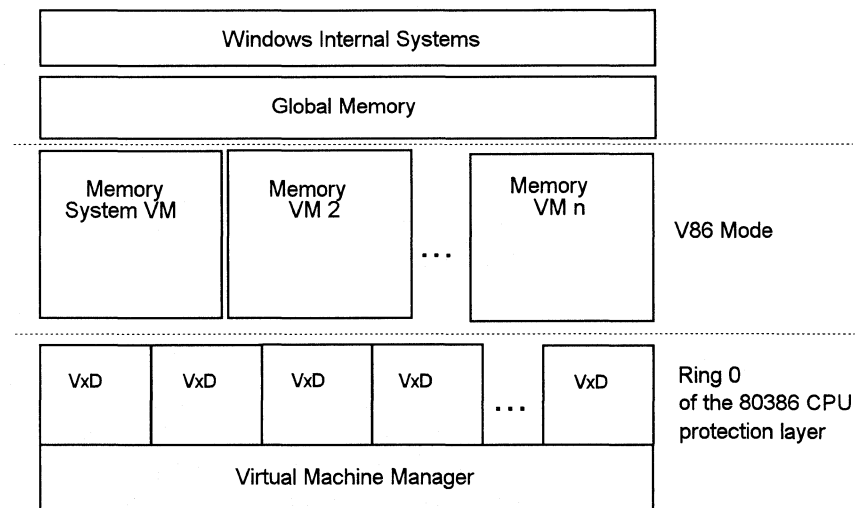 Windows Internal Systems
Global Memory
Memory
System VM
Memory
VM 2
...
Memory
VM n
V86 Mode
VxD
VxD
VxD
VxD
...
VxD
Ring 0
of the 80386 CPU
protection layer
Virtual Machine Manager